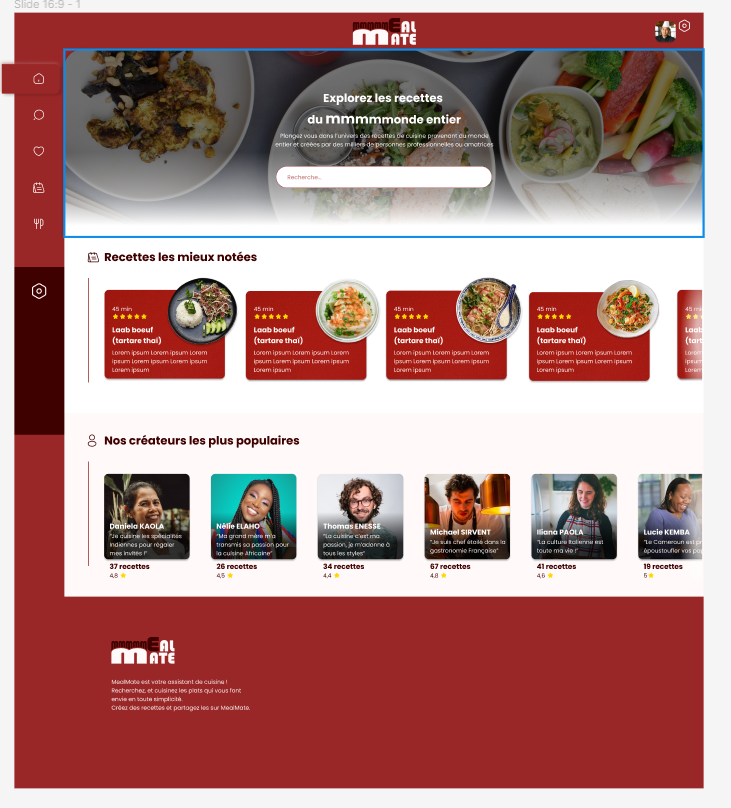 Slide 16:9 - 1
mmmmEAL
mATE
Explorez les recettes
du mmmmmonde entier
Plongez vous dans l'univers des recettes de cuisine provenant du monde
entier et créées par des milliers de personnes professionnelles ou amatrices
Recherche...
Recettes les mieux notées
45 min
Laab boeuf
(tartare thaï)
Lorem ipsum Lorem ipsum Lorem
ipsum Lorem ipsum Lorem ipsum
Lorem ipsum
45 min
Laab boeuf
(tartare thaï)
Lorem ipsum Lorem ipsum Lorem
ipsum Lorem ipsum Lorem ipsum
Lorem ipsum
45 min
Laab boeuf
(tartare thaï)
Lorem ipsum Lorem ipsum Lorem
ipsum Lorem ipsum Lorem ipsum
Lorem ipsum
45 min
Laab boeuf
(tartare thaï)
Lorem ipsum Lorem ipsum Lorem
ipsum Lorem ipsum Lorem ipsum
Lorem ipsum
45 min
Laab
(tartar
Lorem
ipsum
Lorem
Nos créateurs les plus populaires
Daniela KAOLA
"Je cuisine les spécialités
Indiennes pour régaler
mes invités !"
37 recettes
4,8
Nélie ELAHO
"Ma grand mère m'a
transmis sa passion pour
la cuisine Africaine"
26 recettes
4,5
Thomas ENESSE
"La cuisine c'est ma
passion, je m'adonne à
tous les styles"
34 recettes
4,4
Michael SIRVENT
"Je suis chef étoilé dans la
gastronomie Française"
67 recettes
4,8
Iliana PAOLA
"La culture Italienne est
toute ma vie !"
41 recettes
4,6
Lucie KEMBA
"Le Cameroun est pr
époustoufler vos pap
19 recettes
5
mmmmEAL
mATE
MealMate est votre assistant de cuisine !
Recherchez, et cuisinez les plats qui vous font
envie en toute simplicité.
Créez des recettes et partagez les sur MealMate.